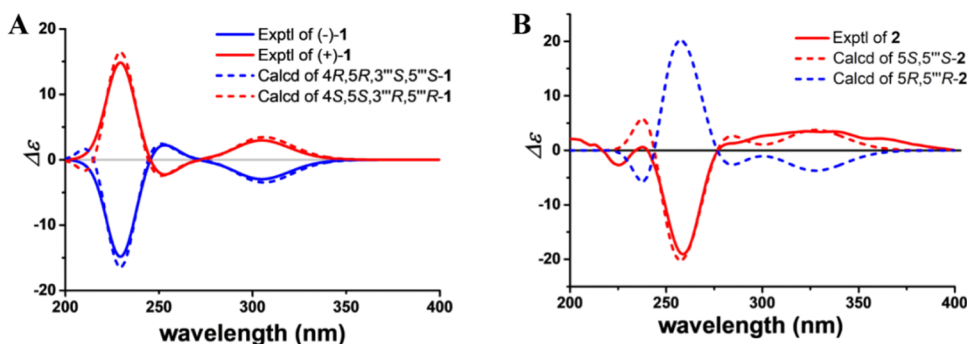 A
20
10
0
-10
-20
Δε
Exptl of (-)-1
Exptl of (+)-1
Calcd of 4R,5R,3'''S,5'''S-1
Calcd of 4S,5S,3'''R,5'''R-1
200 250 300 350 400
wavelength (nm)
B
20
10
0
-10
-20
Δε
Exptl of 2
Calcd of 5S,5'''S-2
Calcd of 5R,5'''R-2
200 250 300 350 400
wavelength (nm)